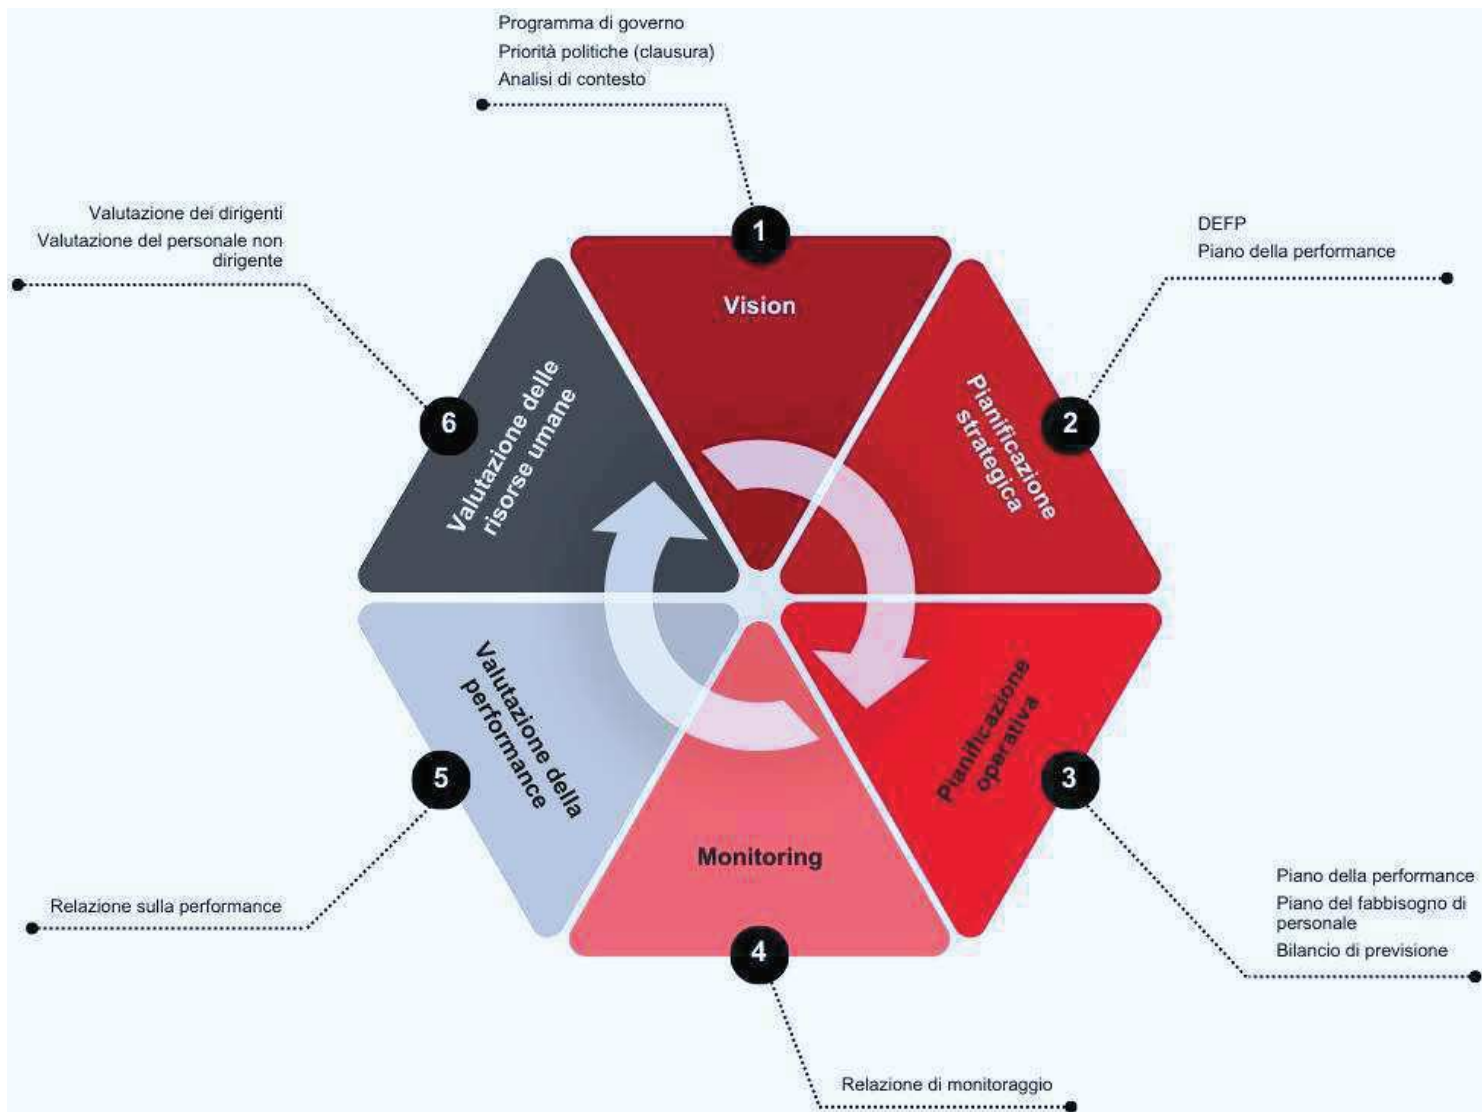 Programma di governo
Priorità politiche (clausura)
Analisi di contesto
1
Vision
DEFP
Piano della performance
2
Pianificazione
strategica
3
Pianificazione
operativa
Piano della performance
Piano del fabbisogno di
personale
Bilancio di previsione
4
Monitoring
Relazione di monitoraggio
5
Valutazione della
performance
Relazione sulla performance
6
Valutazione delle
risorse umane
Valutazione dei dirigenti
Valutazione del personale non
dirigente